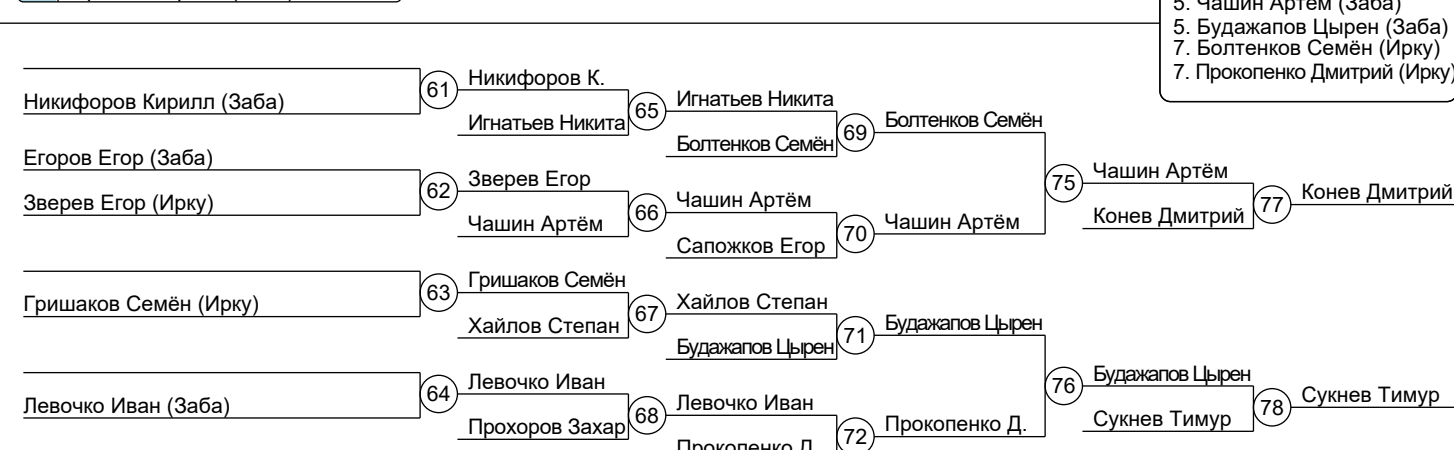 5. Чашин Артём (Заба)
5. Будажапов Цырен (Заба)
7. Болтенков Семён (Ирку)
7. Прокопенко Дмитрий (Ирку)
Никифоров Кирилл (Заба)
61
Никифоров К.
Игнатьев Никита
65
Игнатьев Никита
Болтенков Семён
69
Болтенков Семён
Егоров Егор (Заба)
Зверев Егор (Ирку)
62
Зверев Егор
Чашин Артём
66
Чашин Артём
Сапожков Егор
70
Чашин Артём
75
Чашин Артём
Конев Дмитрий
77
Конев Дмитрий
Гришаков Семён (Ирку)
63
Гришаков Семён
Хайлов Степан
67
Хайлов Степан
Будажапов Цырен
71
Будажапов Цырен
Левочко Иван (Заба)
64
Левочко Иван
Прохоров Захар
68
Левочко Иван
Прокопенко Д.
72
Прокопенко Д.
76
Будажапов Цырен
Сукнев Тимур
78
Сукнев Тимур